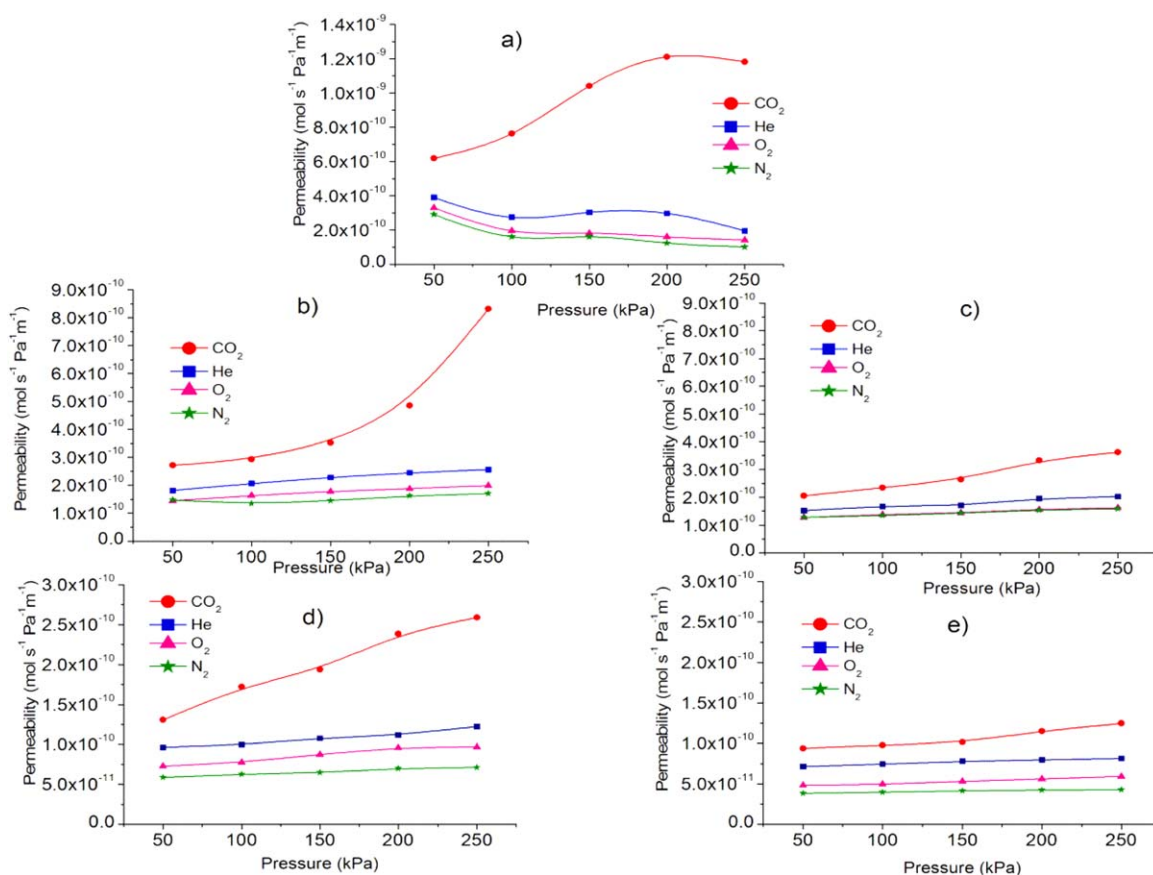 a)
Permeability (mol s⁻¹ Pa⁻¹m⁻¹)
1.4x10⁻⁹
1.2x10⁻⁹
1.0x10⁻⁹
8.0x10⁻¹⁰
6.0x10⁻¹⁰
4.0x10⁻¹⁰
2.0x10⁻¹⁰
0.0
CO₂
He
O₂
N₂
50 100 150 200 250
Pressure (kPa)
b)
Permeability (mol s⁻¹ Pa⁻¹m⁻¹)
9.0x10⁻¹⁰
8.0x10⁻¹⁰
7.0x10⁻¹⁰
6.0x10⁻¹⁰
5.0x10⁻¹⁰
4.0x10⁻¹⁰
3.0x10⁻¹⁰
2.0x10⁻¹⁰
1.0x10⁻¹⁰
0.0
CO₂
He
O₂
N₂
50 100 150 200 250
Pressure (kPa)
c)
Permeability (mol s⁻¹ Pa⁻¹m⁻¹)
9.0x10⁻¹⁰
8.0x10⁻¹⁰
7.0x10⁻¹⁰
6.0x10⁻¹⁰
5.0x10⁻¹⁰
4.0x10⁻¹⁰
3.0x10⁻¹⁰
2.0x10⁻¹⁰
1.0x10⁻¹⁰
0.0
CO₂
He
O₂
N₂
50 100 150 200 250
Pressure (kPa)
d)
Permeability (mol s⁻¹ Pa⁻¹m⁻¹)
3.0x10⁻¹⁰
2.5x10⁻¹⁰
2.0x10⁻¹⁰
1.5x10⁻¹⁰
1.0x10⁻¹⁰
5.0x10⁻¹¹
0.0
CO₂
He
O₂
N₂
50 100 150 200 250
Pressure (kPa)
e)
Permeability (mol s⁻¹ Pa⁻¹m⁻¹)
3.0x10⁻¹⁰
2.5x10⁻¹⁰
2.0x10⁻¹⁰
1.5x10⁻¹⁰
1.0x10⁻¹⁰
5.0x10⁻¹¹
0.0
CO₂
He
O₂
N₂
50 100 150 200 250
Pressure (kPa)